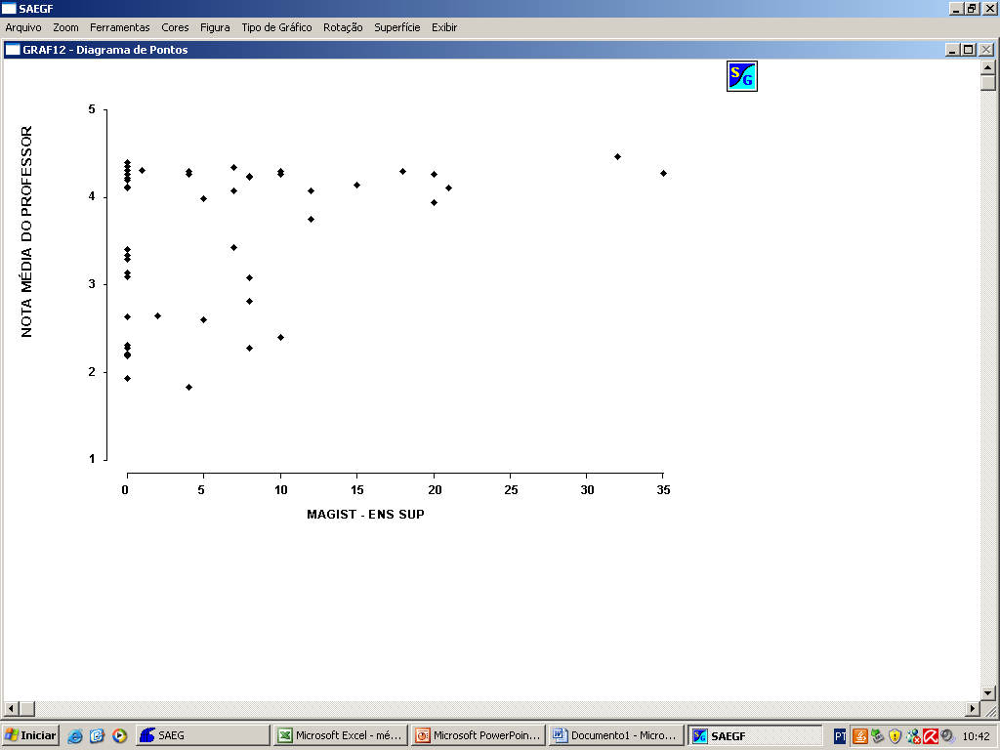 SAEGF
Arquivo Zoom Ferramentas Cores Figura Tipo de Gráfico Rotação Superfície Exibir
GRAF12 - Diagrama de Pontos
S G
NOTA MÉDIA DO PROFESSOR
5
4
3
2
1
0 5 10 15 20 25 30 35
MAGIST - ENS SUP
Iniciar SAEG Microsoft Excel - mé... Microsoft PowerPoin... Documento1 - Micro... SAEGF PT 10:42